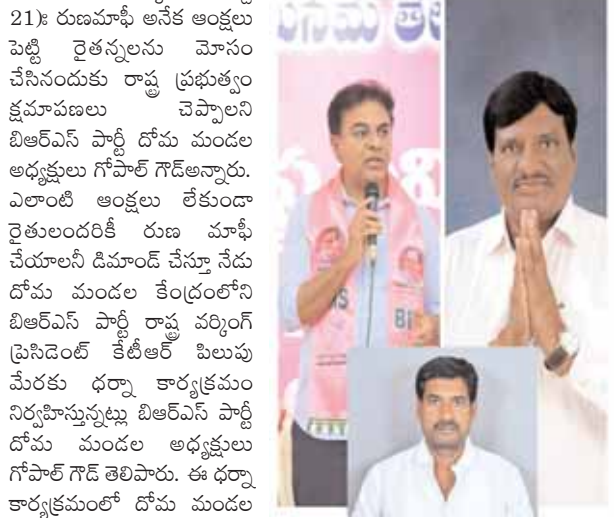 21): రుణమాఫీ అనేక ఆంక్షలు
పెట్టి రైతన్నలను మోసం
చేసినందుకు రాష్ట్ర ప్రభుత్వం
క్షమాపణలు చెప్పాలని
బిఆర్ఎస్ పార్టీ దోమ మండల
అధ్యక్షులు గోపాల్ గౌడ్అన్నారు.
ఎలాంటి ఆంక్షలు లేకుండా
రైతులందరికీ రుణ మాఫీ
చేయాలనీ డిమాండ్ చేస్తూ నేడు
దోమ మండల కేంద్రంలోని
బిఆర్ఎస్ పార్టీ రాష్ట్ర వర్కింగ్
ప్రెసిడెంట్ కేటీఆర్ పిలుపు
మేరకు ధర్నా కార్యక్రమం
నిర్వహిస్తున్నట్లు బిఆర్ఎస్ పార్టీ
దోమ మండల అధ్యక్షులు
గోపాల్ గౌడ్ తెలిపారు. ఈ ధర్నా
కార్యక్రమంలో దోమ మండల